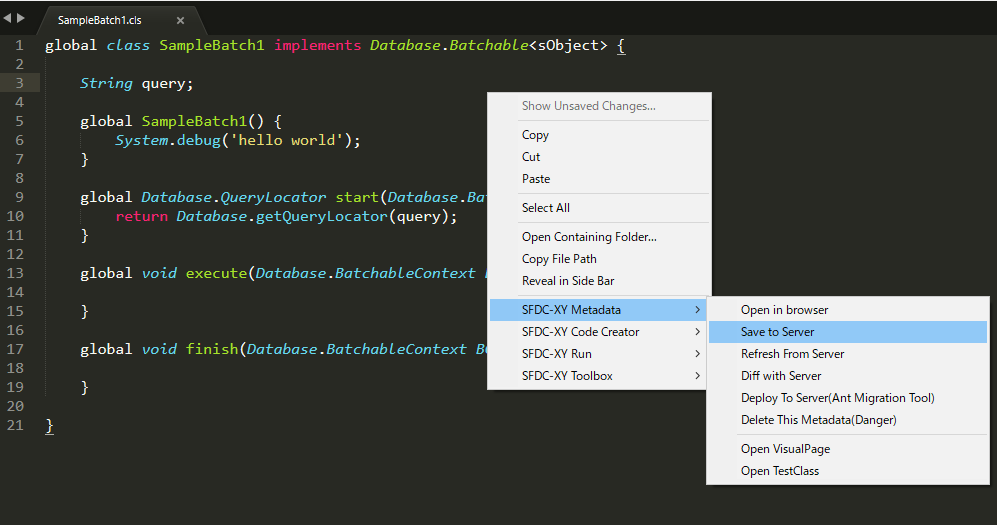 SampleBatch1.cls ×
1 global class SampleBatch1 implements Database.Batchable<sObject> {
2
3 String query;
4
5 global SampleBatch1() {
6 System.debug('hello world');
7 }
8
9 global Database.QueryLocator start(Database.Ba
10 return Database.getQueryLocator(query);
11 }
12
13 global void execute(Database.BatchableContext
14
15 }
16
17 global void finish(Database.BatchableContext B
18
19 }
20
21 }
Show Unsaved Changes...
Copy
Cut
Paste
Select All
Open Containing Folder...
Copy File Path
Reveal in Side Bar
SFDC-XY Metadata >
SFDC-XY Code Creator >
SFDC-XY Run >
SFDC-XY Toolbox >
Open in browser
Save to Server
Refresh From Server
Diff with Server
Deploy To Server(Ant Migration Tool)
Delete This Metadata(Danger)
Open VisualPage
Open TestClass